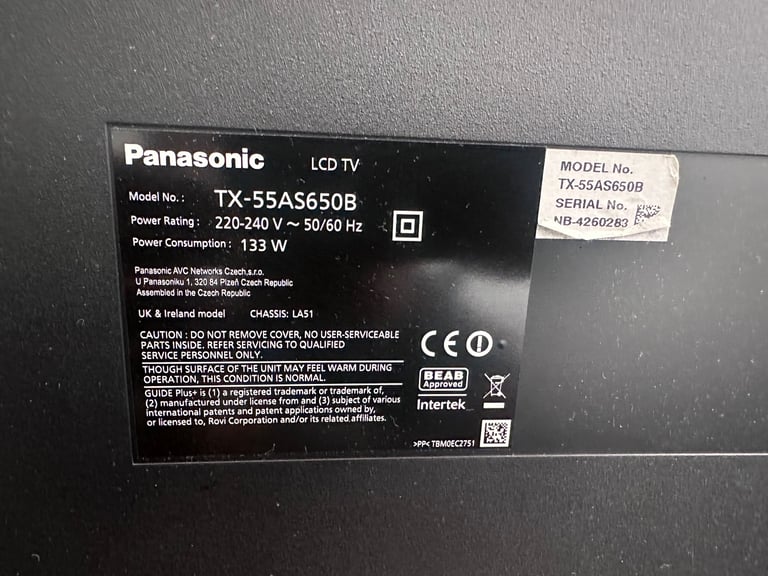 Panasonic LCD TV
Model No.: TX-55AS650B
Power Rating: 220-240 V ~ 50/60 Hz
Power Consumption: 133 W
Panasonic AVC Networks Czech,s.r.o.
U Panasoniku 1, 320 84 Plzeň Czech Republic
Assembled in the Czech Republic
UK & Ireland model CHASSIS: LA51
CAUTION : DO NOT REMOVE COVER, NO USER-SERVICEABLE
PARTS INSIDE. REFER SERVICING TO QUALIFIED
SERVICE PERSONNEL ONLY.
THOUGH SURFACE OF THE UNIT MAY FEEL WARM DURING
OPERATION, THIS CONDITION IS NORMAL.
GUIDE Plus+ is (1) a registered trademark or trademark of,
(2) manufactured under license from and (3) subject of various
international patents and patent applications owned by,
or licensed to, Rovi Corporation and/or its related affiliates.
CE
BEAB
Approved
Intertek
>PP< TBM0EC2751
MODEL No.
TX-55AS650B
SERIAL No.
NB-4260283